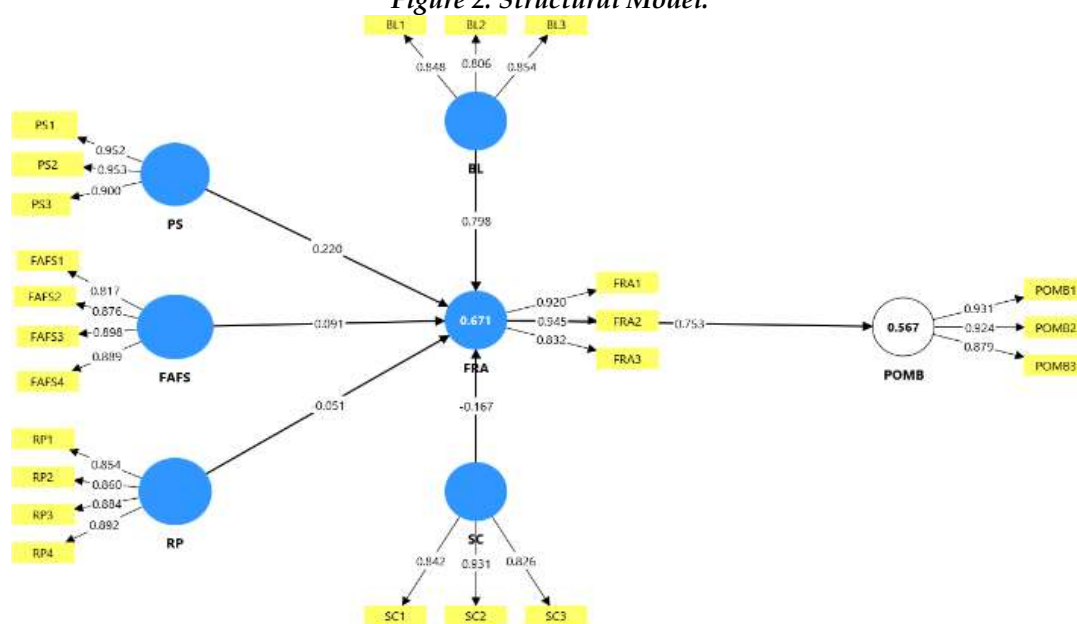 Figure 2. Structural Model.
BL1 BL2 BL3
0.848 0.806 0.854
BL
0.798
PS1
PS2
PS3
0.952
0.953
0.900
PS
0.220
FAFS1
FAFS2
FAFS3
FAFS4
0.817
0.876
0.898
0.889
FAFS
0.091
RP1
RP2
RP3
RP4
0.854
0.860
0.884
0.892
RP
0.051
0.671
FRA
0.920
0.945
0.832
FRA1
FRA2
FRA3
0.753
0.567
POMB
0.931
0.924
0.879
POMB1
POMB2
POMB3
-0.167
SC
0.842 0.931 0.826
SC1 SC2 SC3